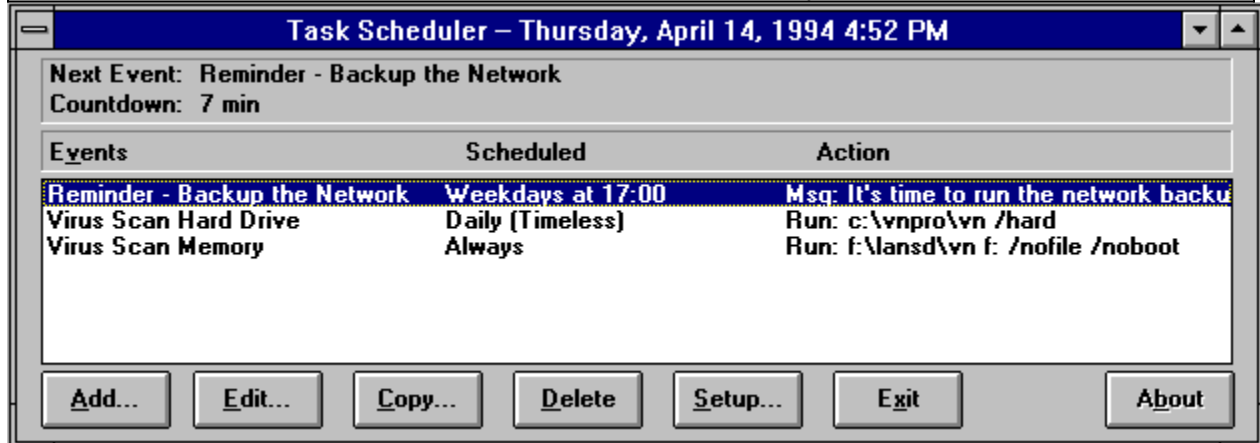 Task Scheduler – Thursday, April 14, 1994 4:52 PM
Next Event: Reminder - Backup the Network
Countdown: 7 min
Events Scheduled Action
Reminder - Backup the Network Weekdays at 17:00 Msg: It's time to run the network backu
Virus Scan Hard Drive Daily (Timeless) Run: c:\vnpro\vn /hard
Virus Scan Memory Always Run: f:\lansd\vn f: /nofile /noboot
Add... Edit... Copy... Delete Setup... Exit About